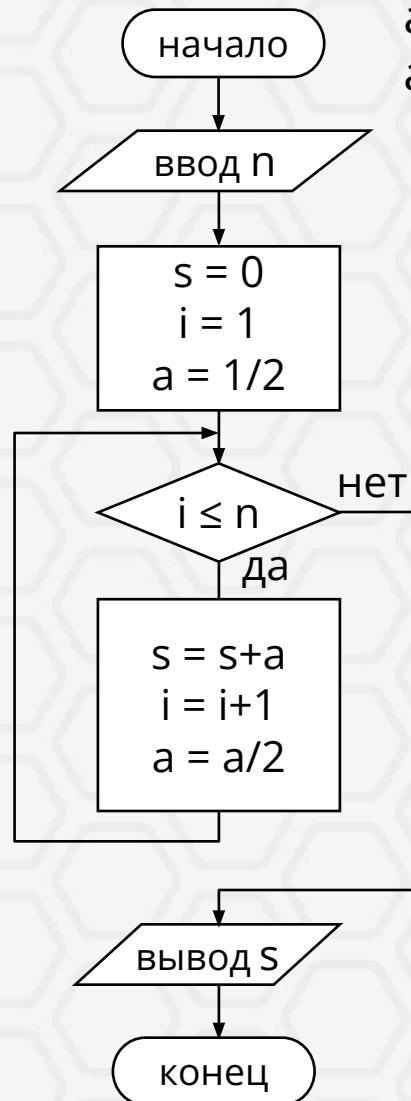 начало
ввод n
s = 0
i = 1
a = 1/2
i ≤ n
нет
да
s = s+a
i = i+1
a = a/2
вывод s
конец